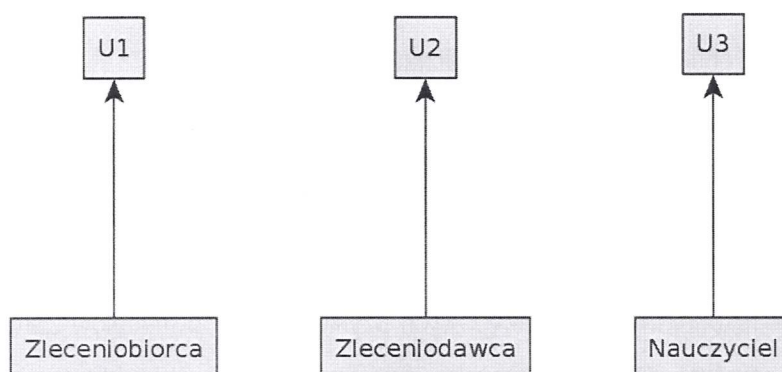 U1
U2
U3
Zleceniobiorca
Zleceniodawca
Nauczyciel